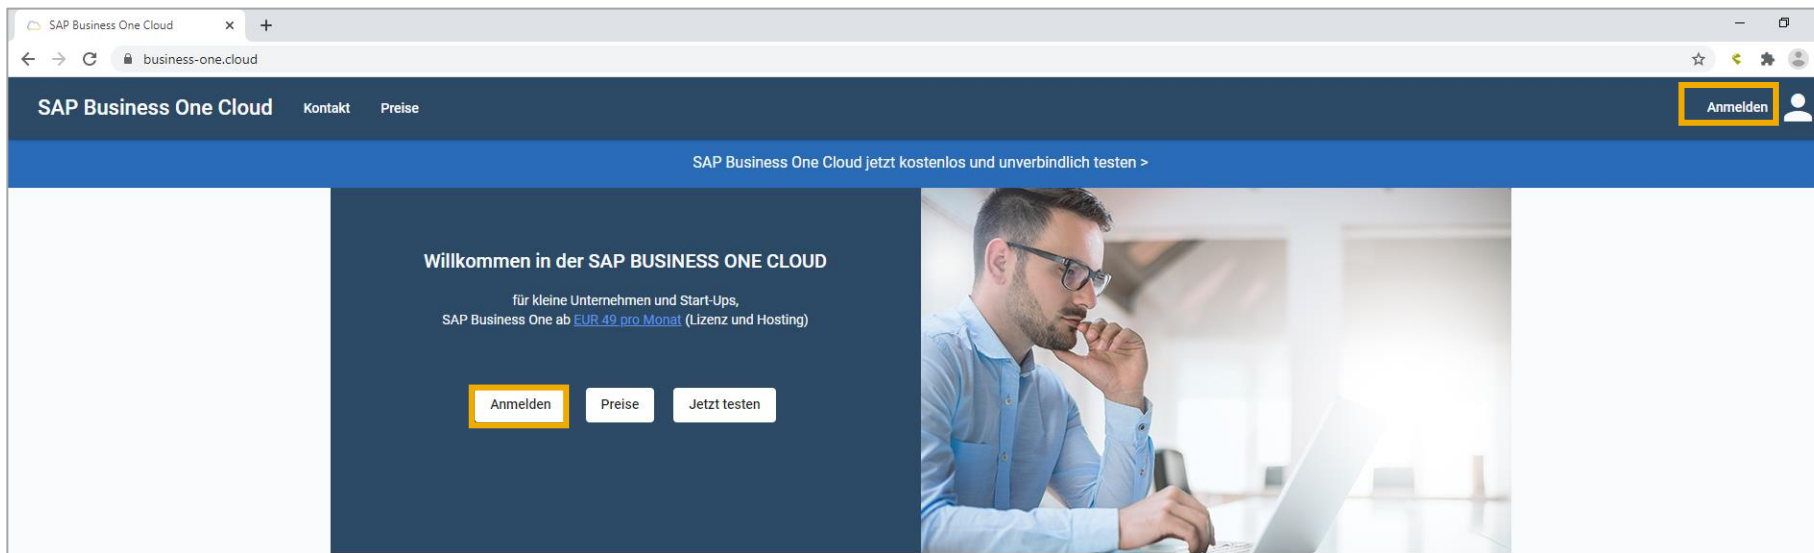 SAP Business One Cloud
business-one.cloud
SAP Business One Cloud Kontakt Preise Anmelden
SAP Business One Cloud jetzt kostenlos und unverbindlich testen >
Willkommen in der SAP BUSINESS ONE CLOUD
für kleine Unternehmen und Start-Ups,
SAP Business One ab EUR 49 pro Monat (Lizenz und Hosting)
Anmelden Preise Jetzt testen